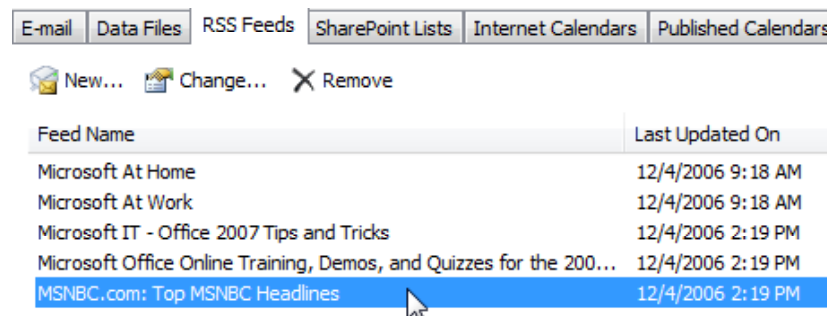 E-mail Data Files RSS Feeds SharePoint Lists Internet Calendars Published Calendars
New... Change... Remove
Feed Name Last Updated On
Microsoft At Home 12/4/2006 9:18 AM
Microsoft At Work 12/4/2006 9:18 AM
Microsoft IT - Office 2007 Tips and Tricks 12/4/2006 2:19 PM
Microsoft Office Online Training, Demos, and Quizzes for the 200... 12/4/2006 2:19 PM
MSNBC.com: Top MSNBC Headlines 12/4/2006 2:19 PM